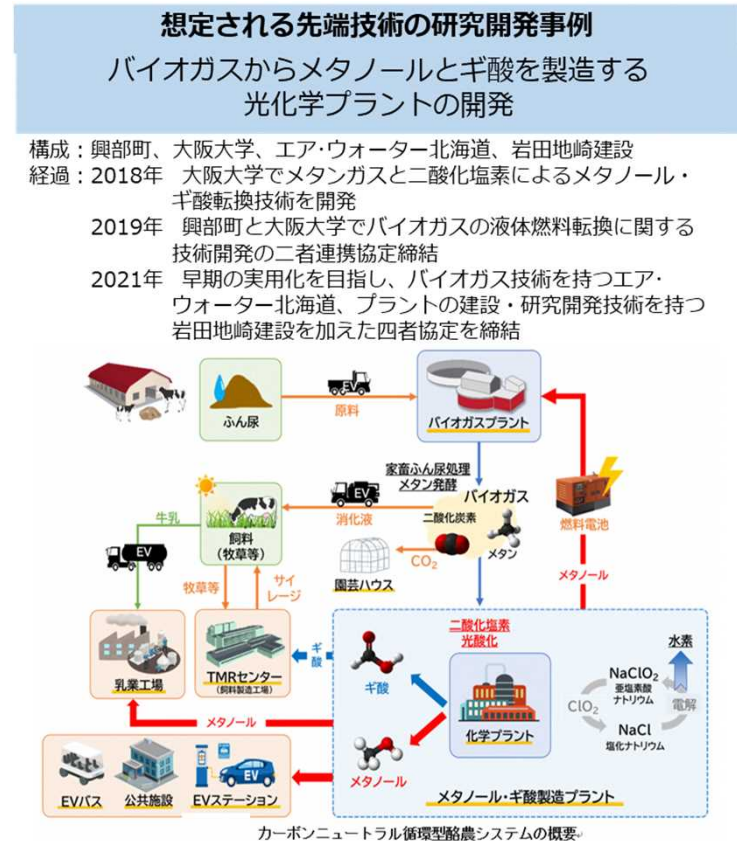 想定される先端技術の研究開発事例
バイオガスからメタノールとギ酸を製造する
光化学プラントの開発
構成：興部町、大阪大学、エア･ウォーター北海道、岩田地崎建設
経過：2018年　大阪大学でメタンガスと二酸化塩素によるメタノール・
ギ酸転換技術を開発
2019年　興部町と大阪大学でバイオガスの液体燃料転換に関する
技術開発の二者連携協定締結
2021年　早期の実用化を目指し、バイオガス技術を持つエア･
ウォーター北海道、プラントの建設・研究開発技術を持つ
岩田地崎建設を加えた四者協定を締結
ふん尿
EV
原料
バイオガスプラント
家畜ふん尿処理
メタン発酵
バイオガス
二酸化炭素
メタン
EV
消化液
CO₂
園芸ハウス
燃料電池
メタノール
飼料
(牧草等)
牛乳
EV
牧草等
サイ
レージ
乳業工場
TMRセンター
(飼料製造工場)
ギ
酸
メタノール
二酸化塩素
光酸化
ギ酸
化学プラント
メタノール
水素
NaClO₂
亜塩素酸
ナトリウム
ClO₂
電解
NaCl
塩化ナトリウム
メタノール・ギ酸製造プラント
EVバス
公共施設
EV
EVステーション
カーボンニュートラル循環型酪農システムの概要